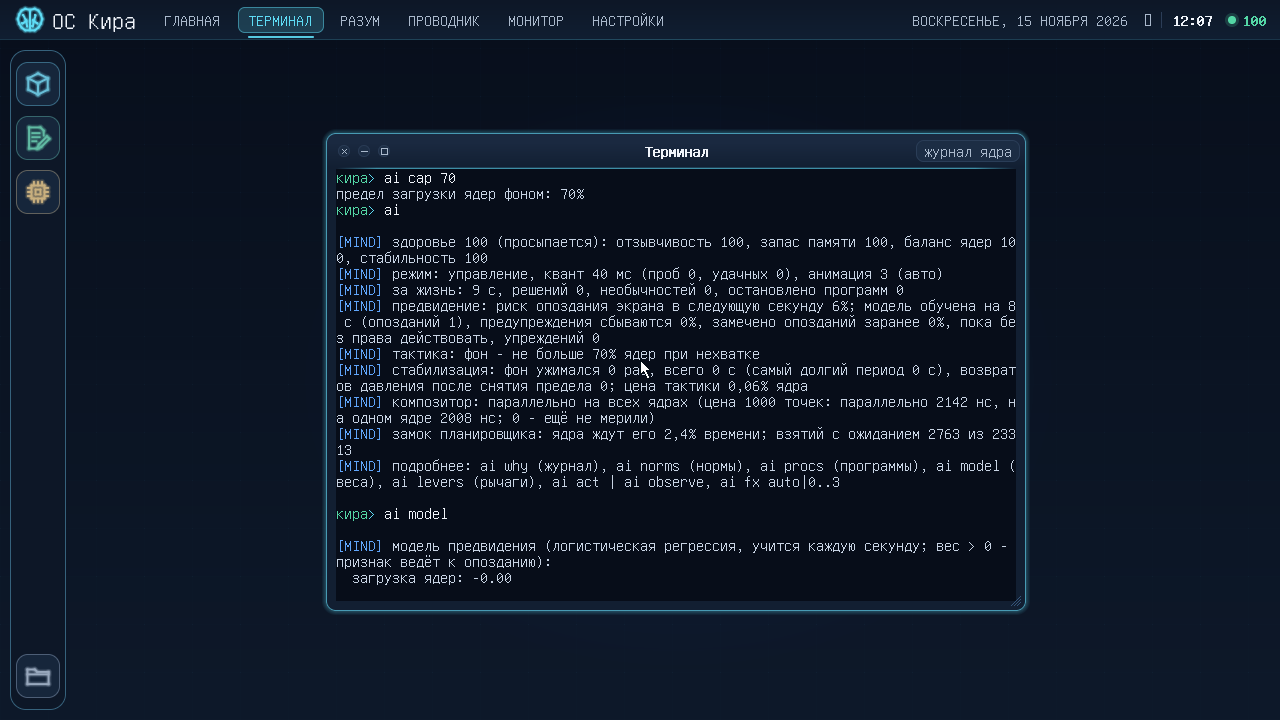 ОС Кира
ГЛАВНАЯ ТЕРМИНАЛ РАЗУМ ПРОВОДНИК МОНИТОР НАСТРОЙКИ ВОСКРЕСЕНЬЕ, 15 НОЯБРЯ 2026 12:07 100
Терминал
журнал ядра
кира> ai cap 70
предел загрузки ядер фоном: 70%
кира> ai
[MIND] здоровье 100 (просыпается): отзывчивость 100, запас памяти 100, баланс ядер 10
0, стабильность 100
[MIND] режим: управление, квант 40 мс (проб 0, удачных 0), анимация 3 (авто)
[MIND] за жизнь: 9 с, решений 0, необычностей 0, остановлено программ 0
[MIND] предвидение: риск опоздания экрана в следующую секунду 6%; модель обучена на 8
с (опозданий 1), предупреждения сбываются 0%, замечено опозданий заранее 0%, пока бе
з права действовать, упреждений 0
[MIND] тактика: фон - не больше 70% ядер при нехватке
[MIND] стабилизация: фон ужимался 0 раз, всего 0 с (самый долгий период 0 с), возврат
ов давления после снятия предела 0; цена тактики 0,06% ядра
[MIND] композитор: параллельно на всех ядрах (цена 1000 точек: параллельно 2142 нс, н
а одном ядре 2008 нс; 0 - ещё не мерили)
[MIND] замок планировщика: ядра ждут его 2,4% времени; взятий с ожиданием 2763 из 233
13
[MIND] подробнее: ai why (журнал), ai norms (нормы), ai procs (программы), ai model (
веса), ai levers (рычаги), ai act | ai observe, ai fx auto|0..3
кира> ai model
[MIND] модель предвидения (логистическая регрессия, учится каждую секунду; вес > 0 -
признак ведёт к опозданию):
загрузка ядер: -0.00